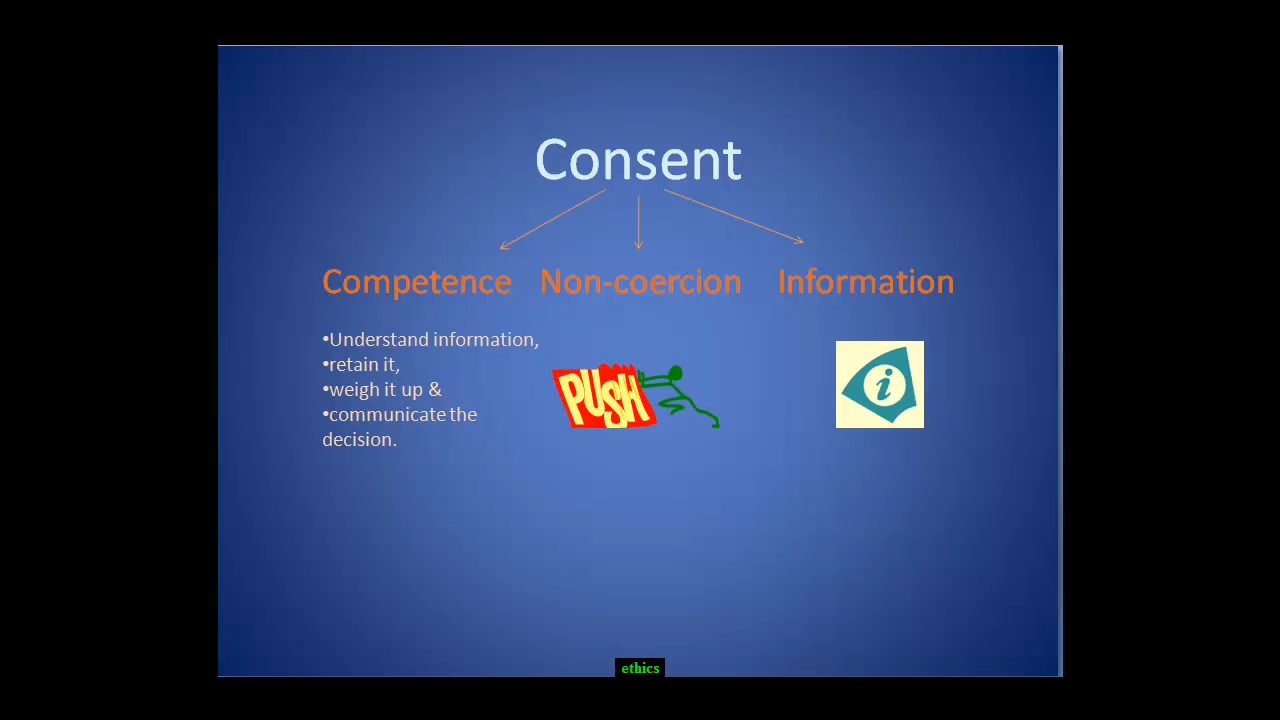 Consent
Competence Non-coercion Information
•Understand information,
•retain it,
•weigh it up &
•communicate the
decision.
PUSH
i
ethics